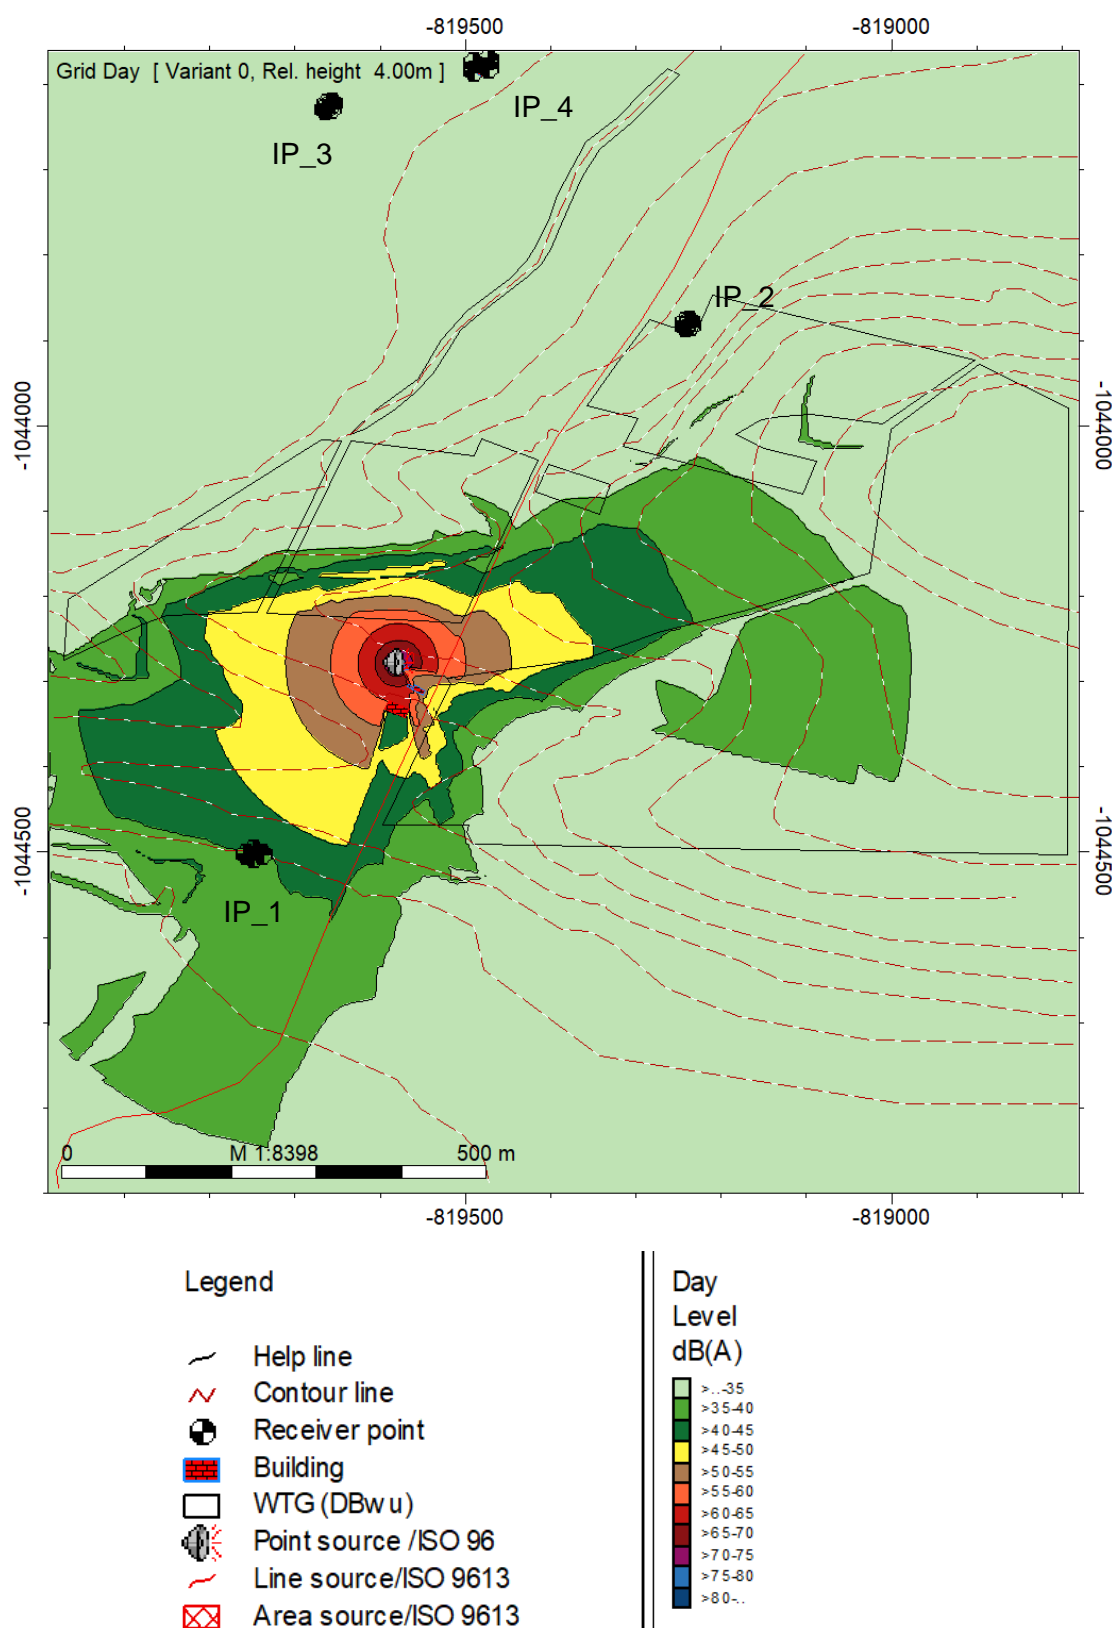 -819500 -819000
Grid Day [ Variant 0, Rel. height 4.00m ]
IP_4
IP_3
IP_2
-1044000 -1044000
-1044500 -1044500
IP_1
0 M 1:8398 500 m
-819500 -819000
Legend
Help line
Contour line
Receiver point
Building
WTG (DBw u)
Point source /ISO 96
Line source/ISO 9613
Area source/ISO 9613
Day
Level
dB(A)
>..-35
>35-40
>40-45
>45-50
>50-55
>55-60
>60-65
>65-70
>70-75
>75-80
>80-..